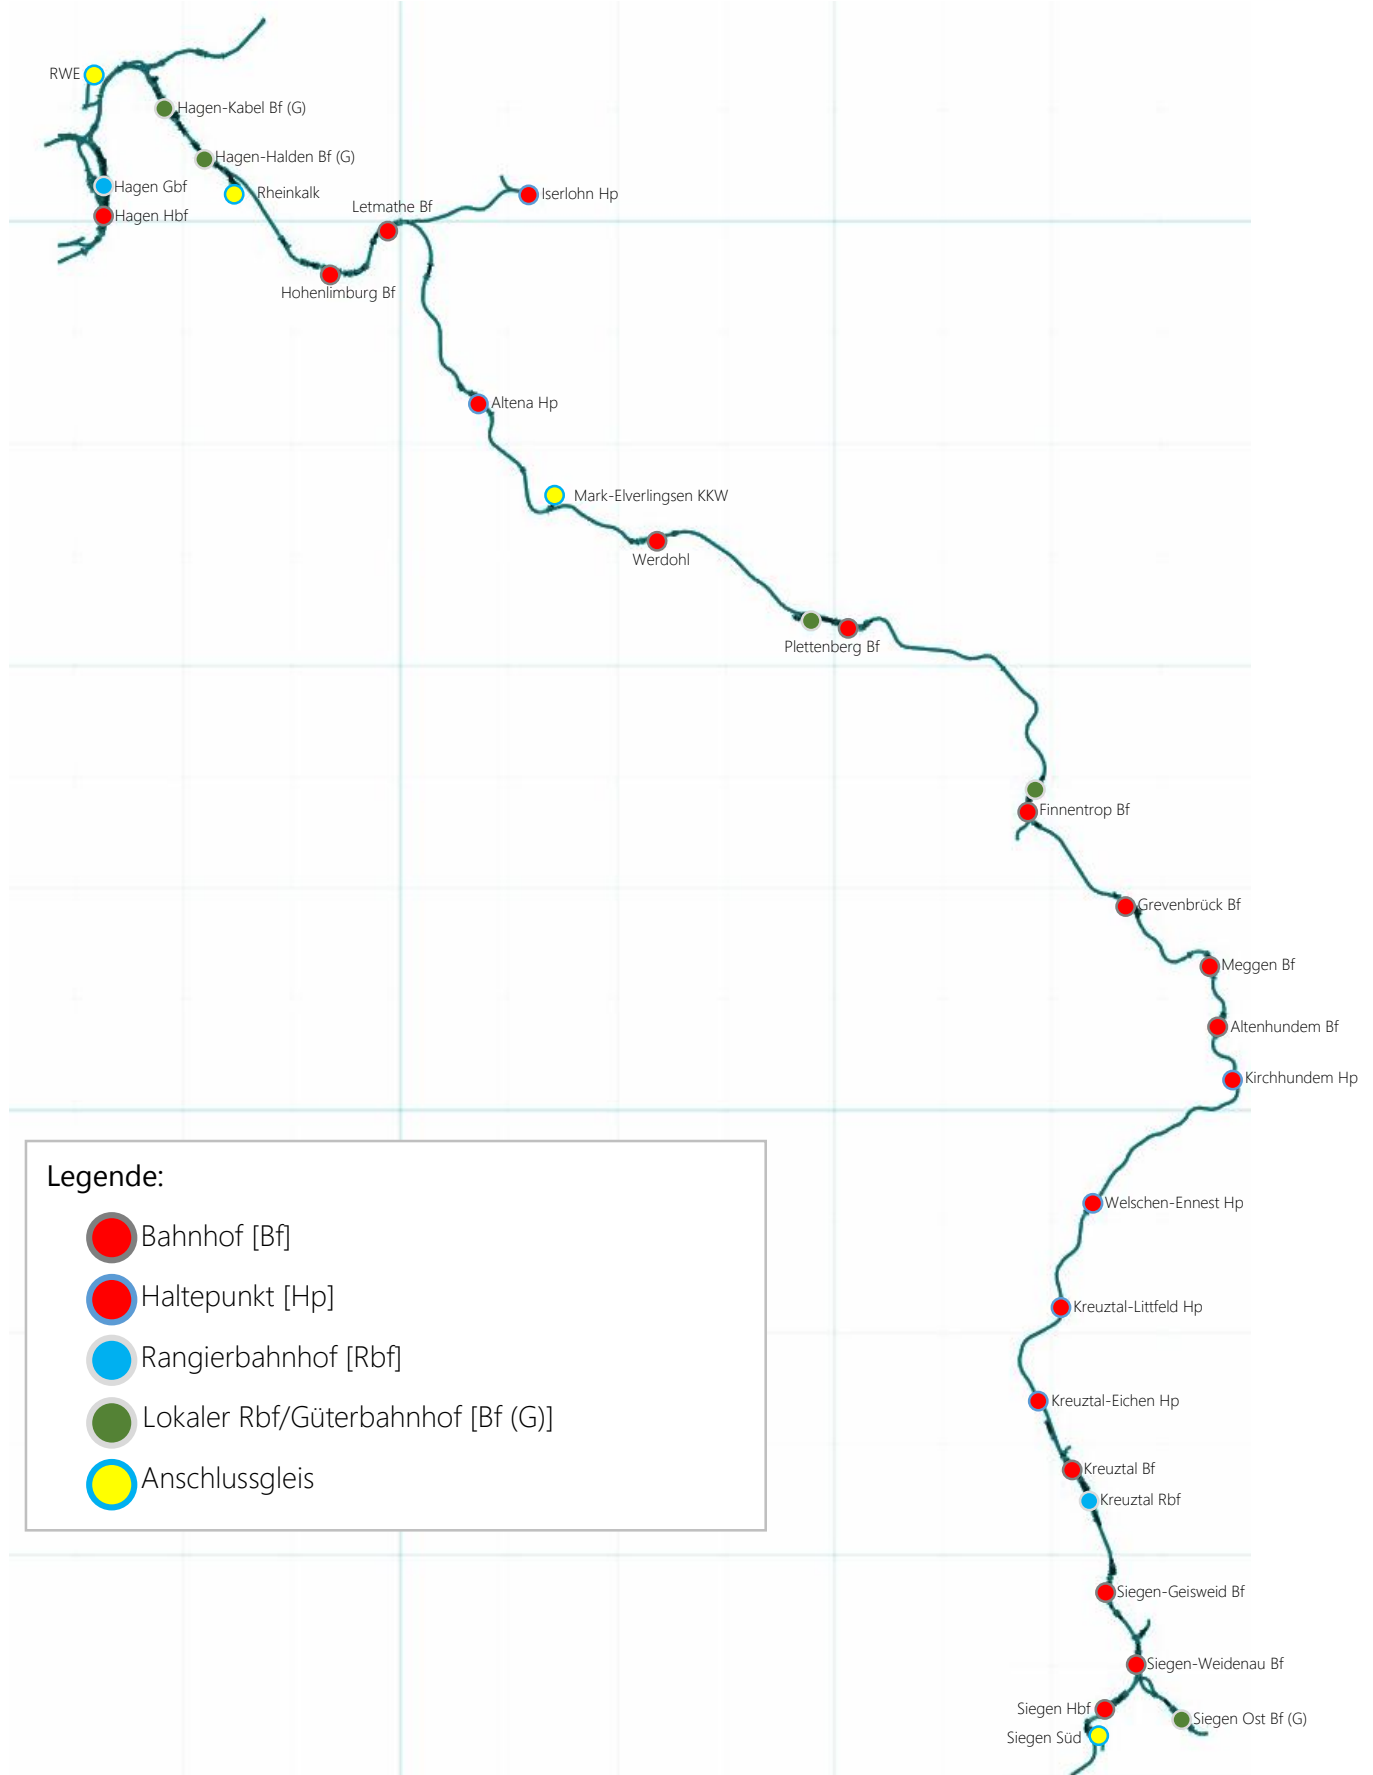 RWE
Hagen-Kabel Bf (G)
Hagen-Halden Bf (G)
Hagen Gbf
Rheinkalk
Iserlohn Hp
Letmathe Bf
Hagen Hbf
Hohenlimburg Bf
Altena Hp
Mark-Elverlingsen KKW
Werdohl
Plettenberg Bf
Finnentrop Bf
Grevenbrück Bf
Meggen Bf
Altenhundem Bf
Kirchhundem Hp
Legende:
Bahnhof [Bf]
Haltepunkt [Hp]
Rangierbahnhof [Rbf]
Lokaler Rbf/Güterbahnhof [Bf (G)]
Anschlussgleis
Welschen-Ennest Hp
Kreuztal-Littfeld Hp
Kreuztal-Eichen Hp
Kreuztal Bf
Kreuztal Rbf
Siegen-Geisweid Bf
Siegen-Weidenau Bf
Siegen Hbf
Siegen Ost Bf (G)
Siegen Süd